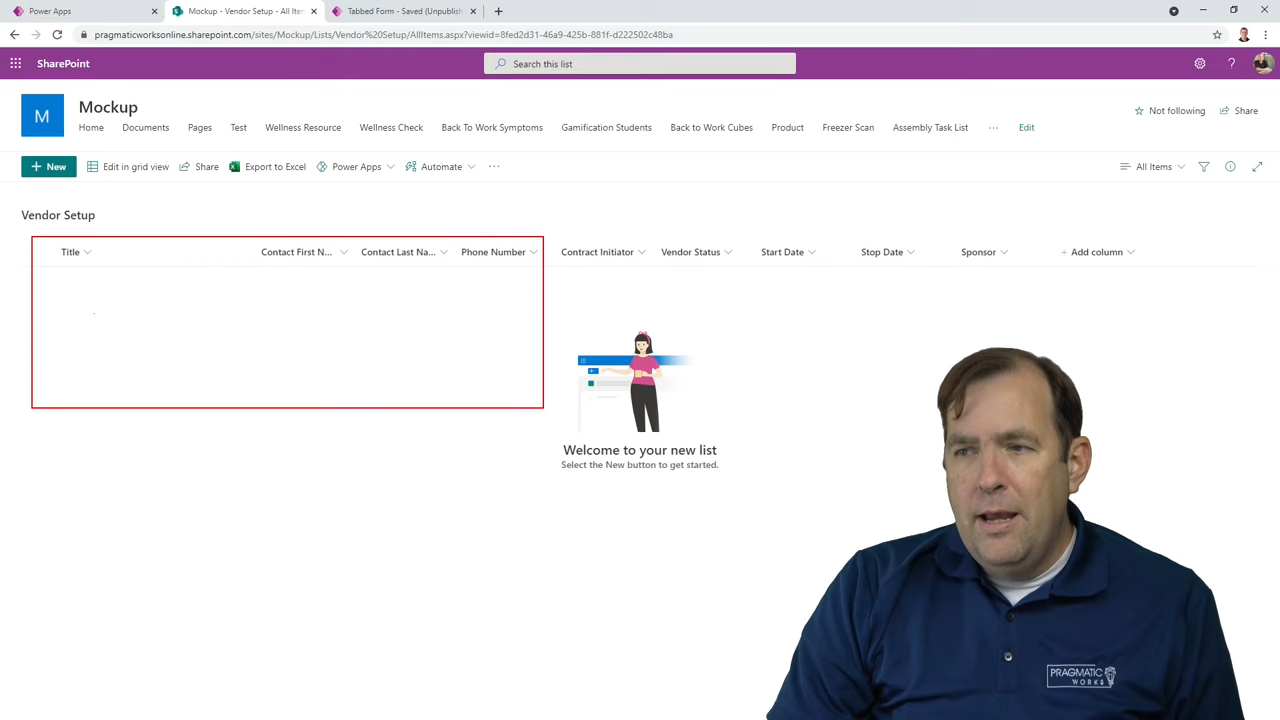 Power Apps
Mockup - Vendor Setup - All Iten
Tabbed Form - Saved (Unpublish
pragmaticworksonline.sharepoint.com/sites/Mockup/Lists/Vendor%20Setup/AllItems.aspx?viewid=8fed2d31-46a9-425b-881f-d222502c48ba
SharePoint
Search this list
M
Mockup
Not following
Share
Home Documents Pages Test Wellness Resource Wellness Check Back To Work Symptoms Gamification Students Back to Work Cubes Product Freezer Scan Assembly Task List ··· Edit
+ New Edit in grid view Share Export to Excel Power Apps Automate ··· All Items
Vendor Setup
Title Contact First N... Contact Last Na... Phone Number Contract Initiator Vendor Status Start Date Stop Date Sponsor + Add column
Welcome to your new list
Select the New button to get started.
PRAGMATIC
WORKS